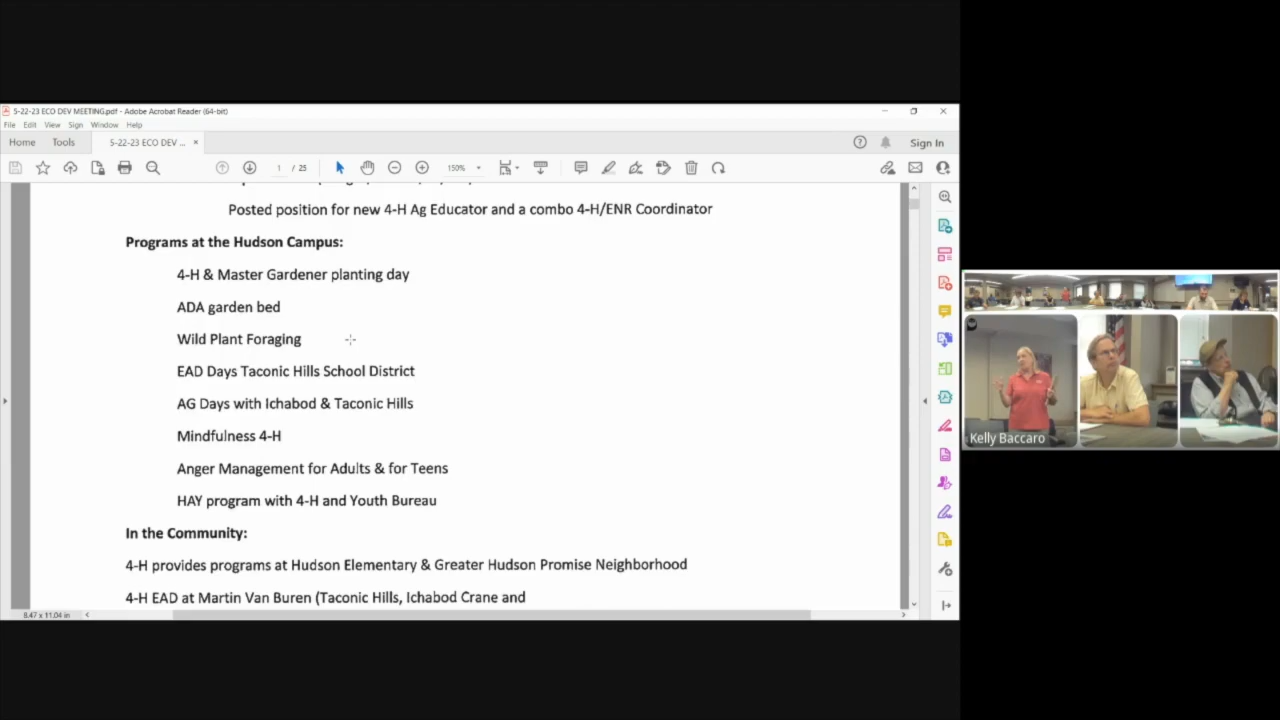 5-22-23 ECO DEV MEETING.pdf - Adobe Acrobat Reader (64-bit)
File Edit View Sign Window Help
Home Tools 5-22-23 ECO DEV ... × Sign In
1 / 25 150%
Posted position for new 4-H Ag Educator and a combo 4-H/ENR Coordinator
Programs at the Hudson Campus:
4-H & Master Gardener planting day
ADA garden bed
Wild Plant Foraging
EAD Days Taconic Hills School District
AG Days with Ichabod & Taconic Hills
Mindfulness 4-H
Anger Management for Adults & for Teens
HAY program with 4-H and Youth Bureau
In the Community:
4-H provides programs at Hudson Elementary & Greater Hudson Promise Neighborhood
4-H EAD at Martin Van Buren (Taconic Hills, Ichabod Crane and
8.47 x 11.04 in
Kelly Baccaro